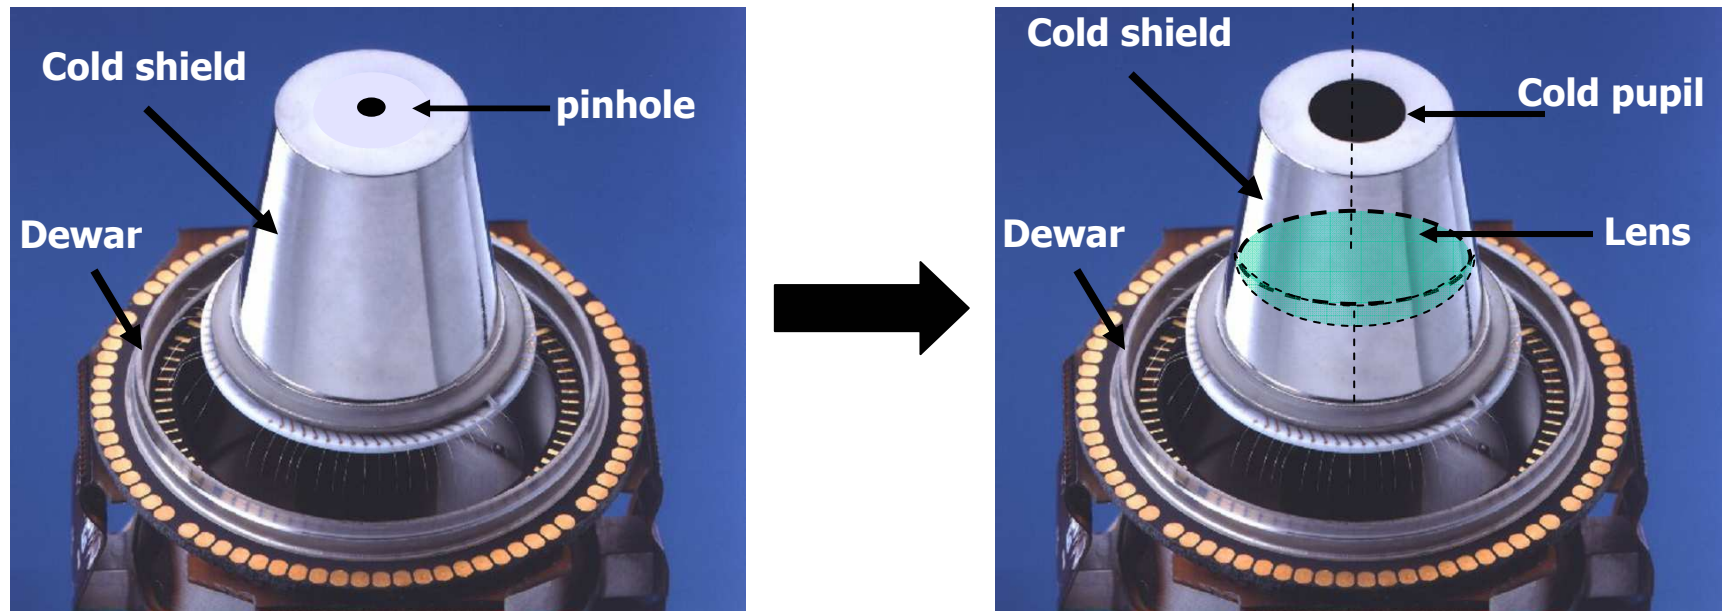 Cold shield
pinhole
Dewar
Cold shield
Cold pupil
Lens
Dewar